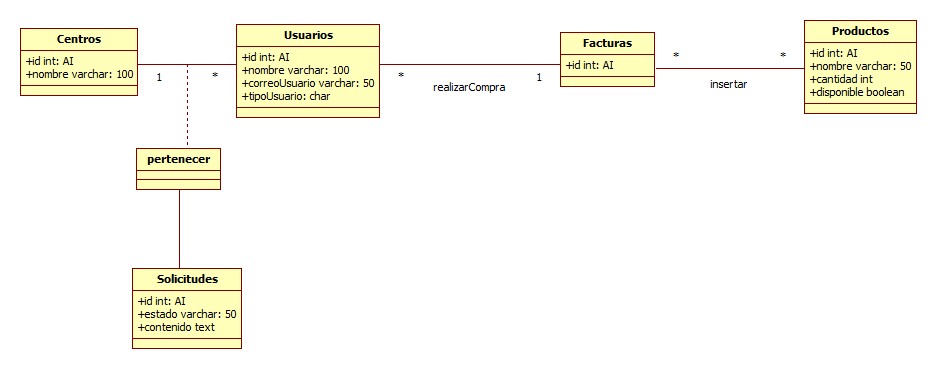 Centros
+id int: AI
+nombre varchar: 100
1
*
Usuarios
+id int: AI
+nombre varchar: 100
+correoUsuario varchar: 50
+tipoUsuario: char
*
realizarCompra
1
Facturas
+id int: AI
*
insertar
*
Productos
+id int: AI
+nombre varchar: 50
+cantidad int
+disponible boolean
pertenecer
Solicitudes
+id int: AI
+estado varchar: 50
+contenido text